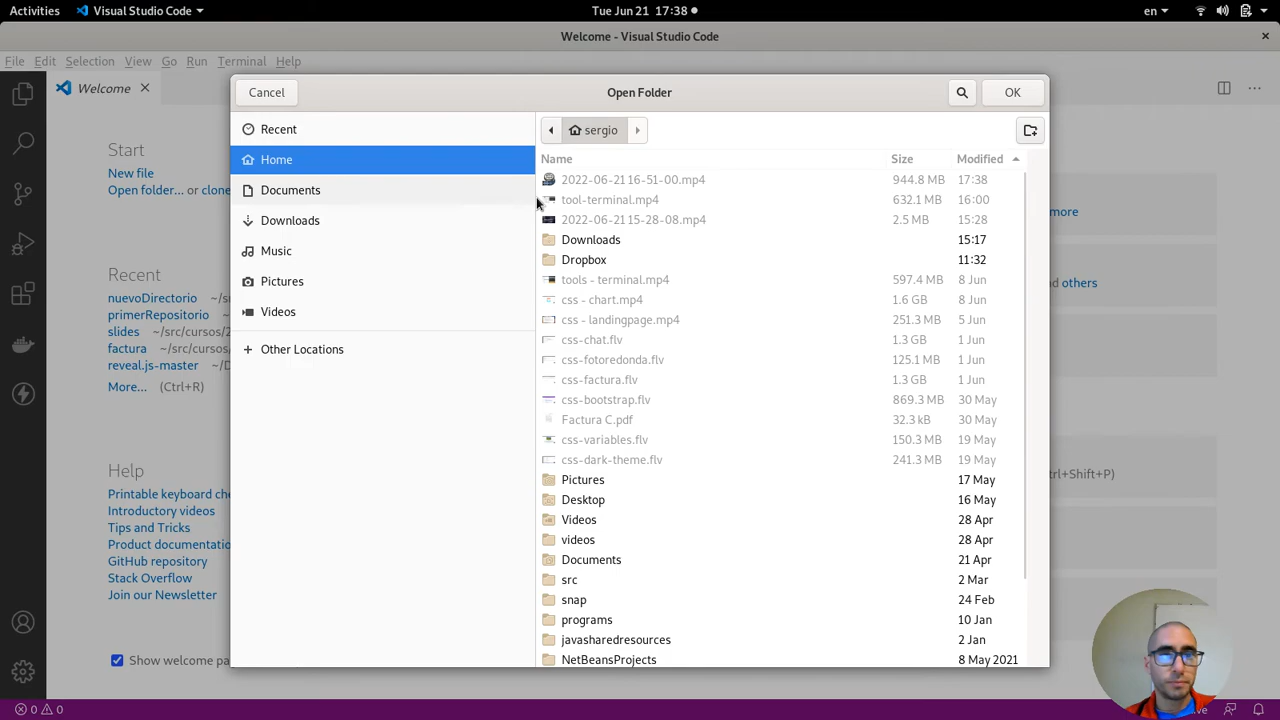 Activities
Visual Studio Code
Tue Jun 21 17:38
en
Welcome - Visual Studio Code
File Edit Selection View Go Run Terminal Help
Welcome
Open Folder
Cancel
OK
Recent
Home
Documents
Downloads
Music
Pictures
Videos
Other Locations
sergio
Name Size Modified
2022-06-21 16-51-00.mp4 944.8 MB 17:38
tool-terminal.mp4 632.1 MB 16:00
2022-06-21 15-28-08.mp4 2.5 MB 15:28
Downloads 15:17
Dropbox 11:32
tools - terminal.mp4 597.4 MB 8 Jun
css - chart.mp4 1.6 GB 8 Jun
css - landingpage.mp4 251.3 MB 5 Jun
css-chat.flv 1.3 GB 1 Jun
css-fotoredonda.flv 125.1 MB 1 Jun
css-factura.flv 1.3 GB 1 Jun
css-bootstrap.flv 869.3 MB 30 May
Factura C.pdf 32.3 kB 30 May
css-variables.flv 150.3 MB 19 May
css-dark-theme.flv 241.3 MB 19 May
Pictures 17 May
Desktop 16 May
Videos 28 Apr
videos 28 Apr
Documents 21 Apr
src 2 Mar
snap 24 Feb
programs 10 Jan
javasharedresources 2 Jan
NetBeansProjects 8 May 2021
Start
New file
Open folder... or clone
Recent
nuevoDirectorio ~/s
primerRepositorio ~/
slides ~/src/cursos/2
factura ~/src/cursos/
reveal.js-master ~/D
More... (Ctrl+R)
Help
Printable keyboard che
Introductory videos
Tips and Tricks
Product documentatio
GitHub repository
Stack Overflow
Join our Newsletter
Show welcome pa
more
nd others
trl+Shift+P)
0 0